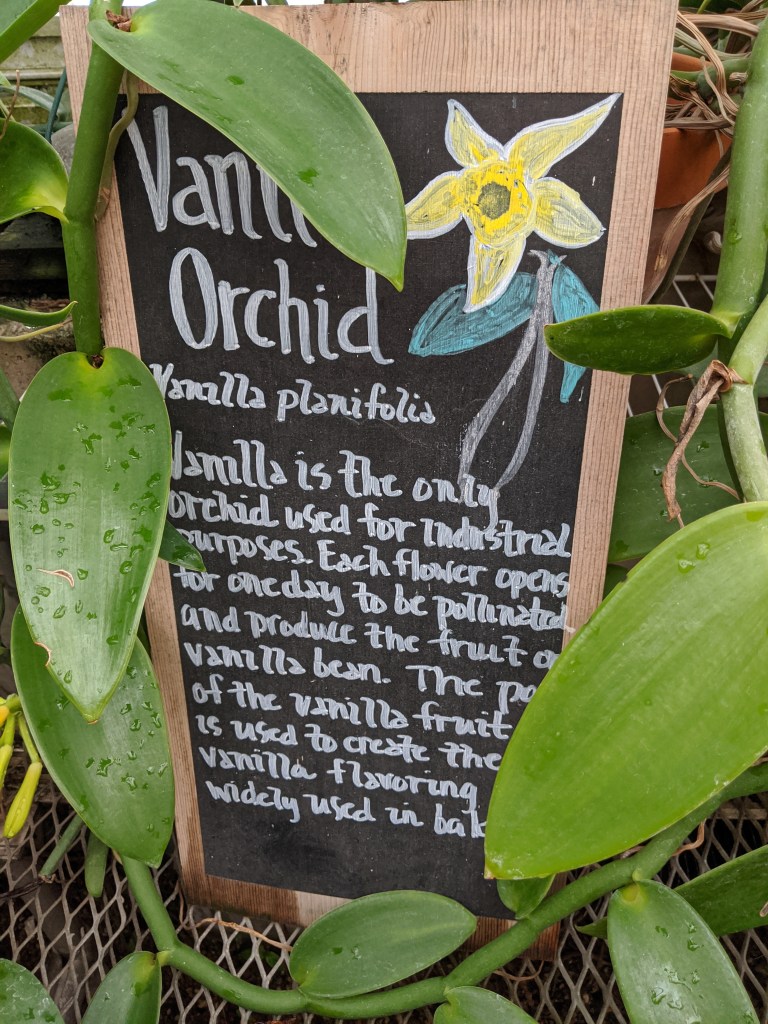 Vanill
Orchid
Vanilla planifolia
Vanilla is the only
orchid used for industrial
purposes. Each flower opens
for one day to be pollinated
and produce the fruit or
vanilla bean. The
of the vanilla fruit
is used to create the
vanilla flavoring
widely used in